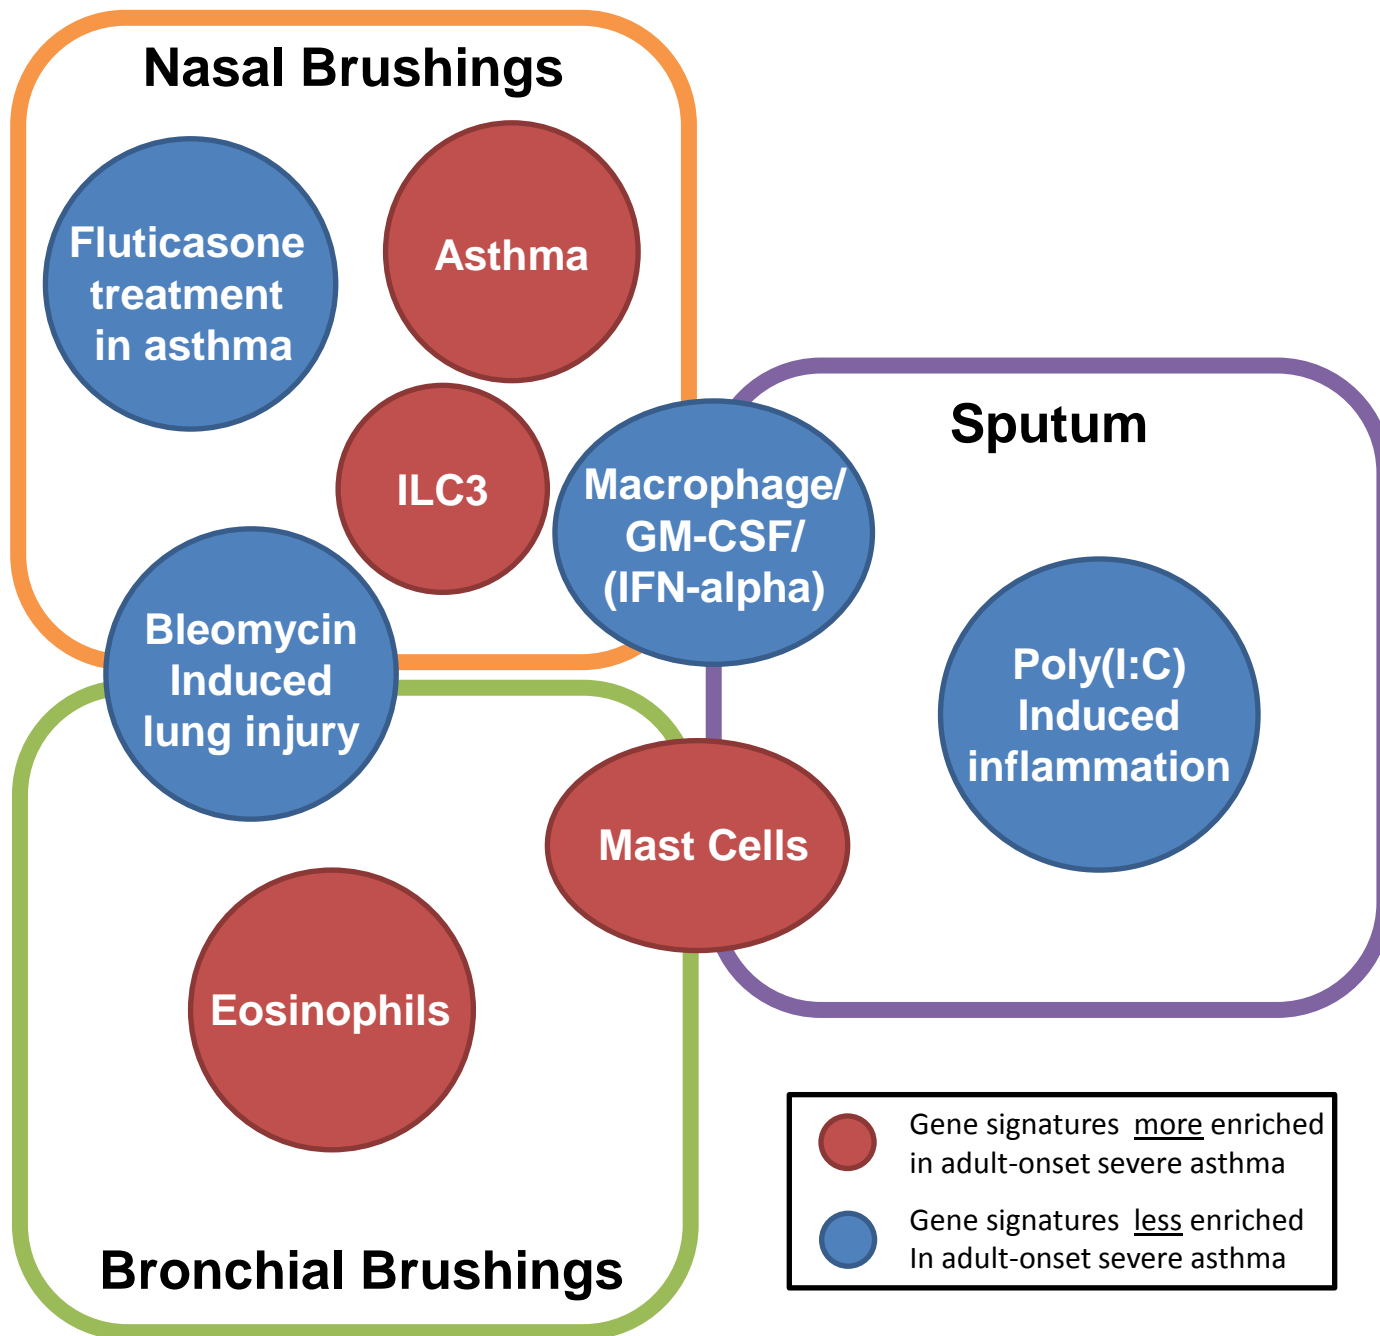 Nasal Brushings
Fluticasone
treatment
in asthma
Asthma
ILC3
Macrophage/
GM-CSF/
(IFN-alpha)
Sputum
Bleomycin
Induced
lung injury
Poly(I:C)
Induced
inflammation
Mast Cells
Eosinophils
Bronchial Brushings
Gene signatures more enriched
in adult-onset severe asthma
Gene signatures less enriched
In adult-onset severe asthma